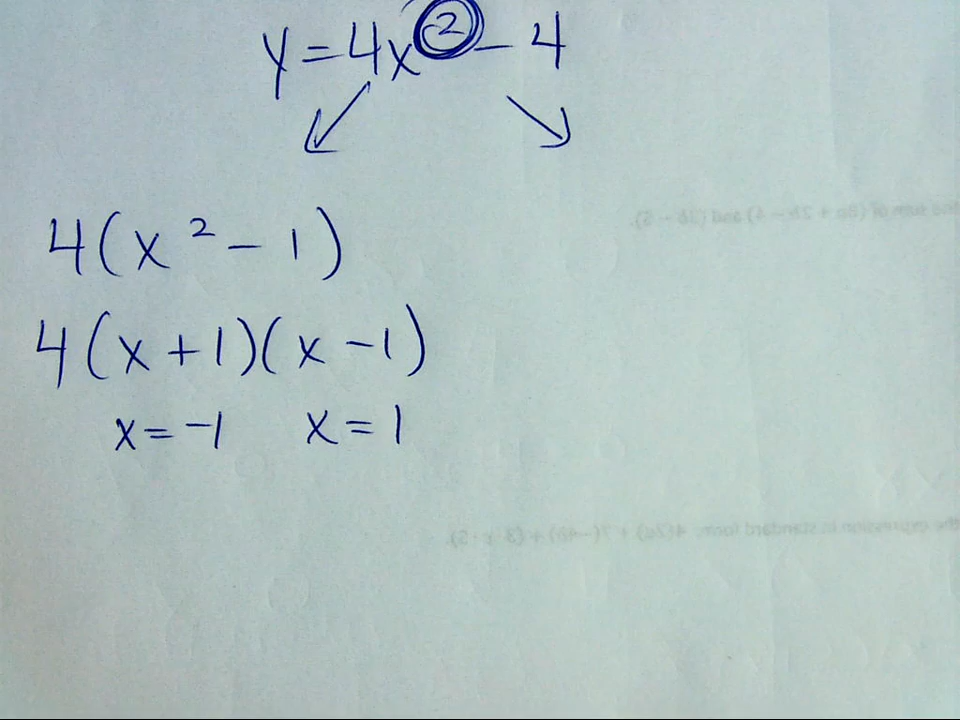 y = 4x² - 4
4(x² - 1)
4(x + 1)(x - 1)
x = -1 x = 1